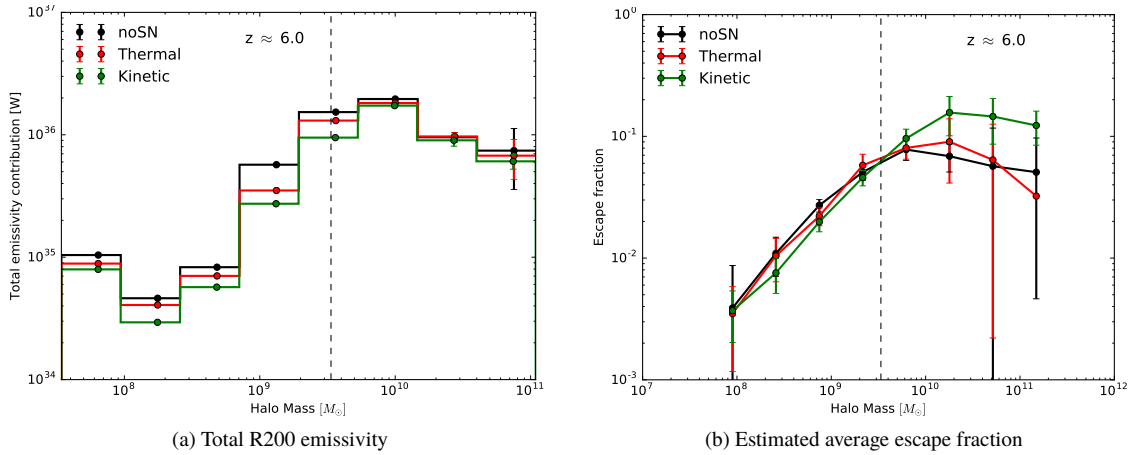 noSN
Thermal
Kinetic
z ≈ 6.0
Total emissivity contribution [W]
10^37
10^36
10^35
10^34
10^8
10^9
10^10
10^11
Halo Mass [M⊙]
(a) Total R200 emissivity
noSN
Thermal
Kinetic
z ≈ 6.0
Escape fraction
10^0
10^-1
10^-2
10^-3
10^7
10^8
10^9
10^10
10^11
10^12
Halo Mass [M⊙]
(b) Estimated average escape fraction